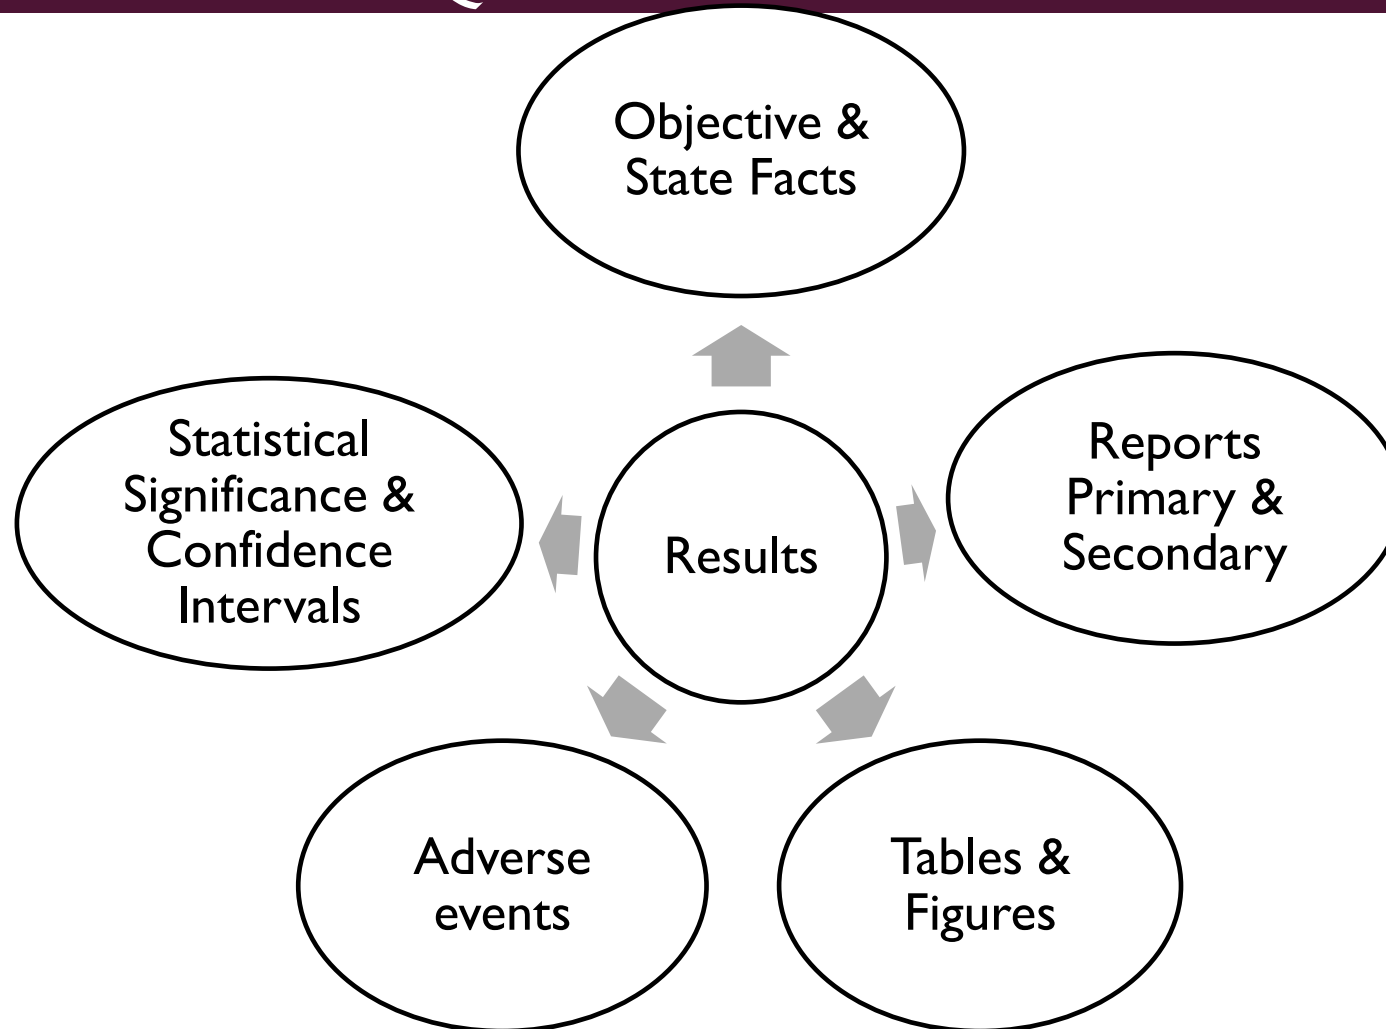 Objective &
State Facts
Statistical
Significance &
Confidence
Intervals
Results
Reports
Primary &
Secondary
Adverse
events
Tables &
Figures